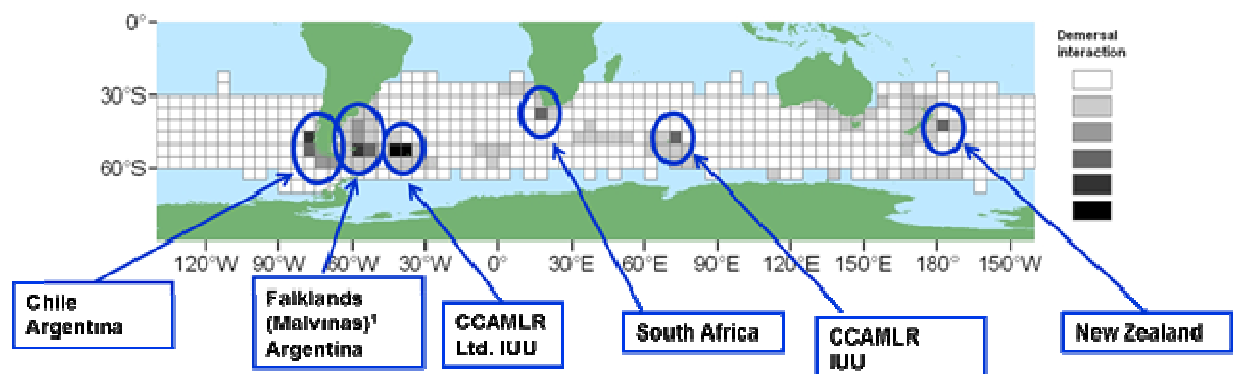 0°
Demersal
interaction
30°S
60°S
120°W 90°W 60°W 30°W 0° 30°E 60°E 90°E 120°E 150°E 180° 150°W
Chile
Argentina
Falklands
(Malvinas)¹
Argentina
CCAMLR
Ltd. IUU
South Africa
CCAMLR
IUU
New Zealand